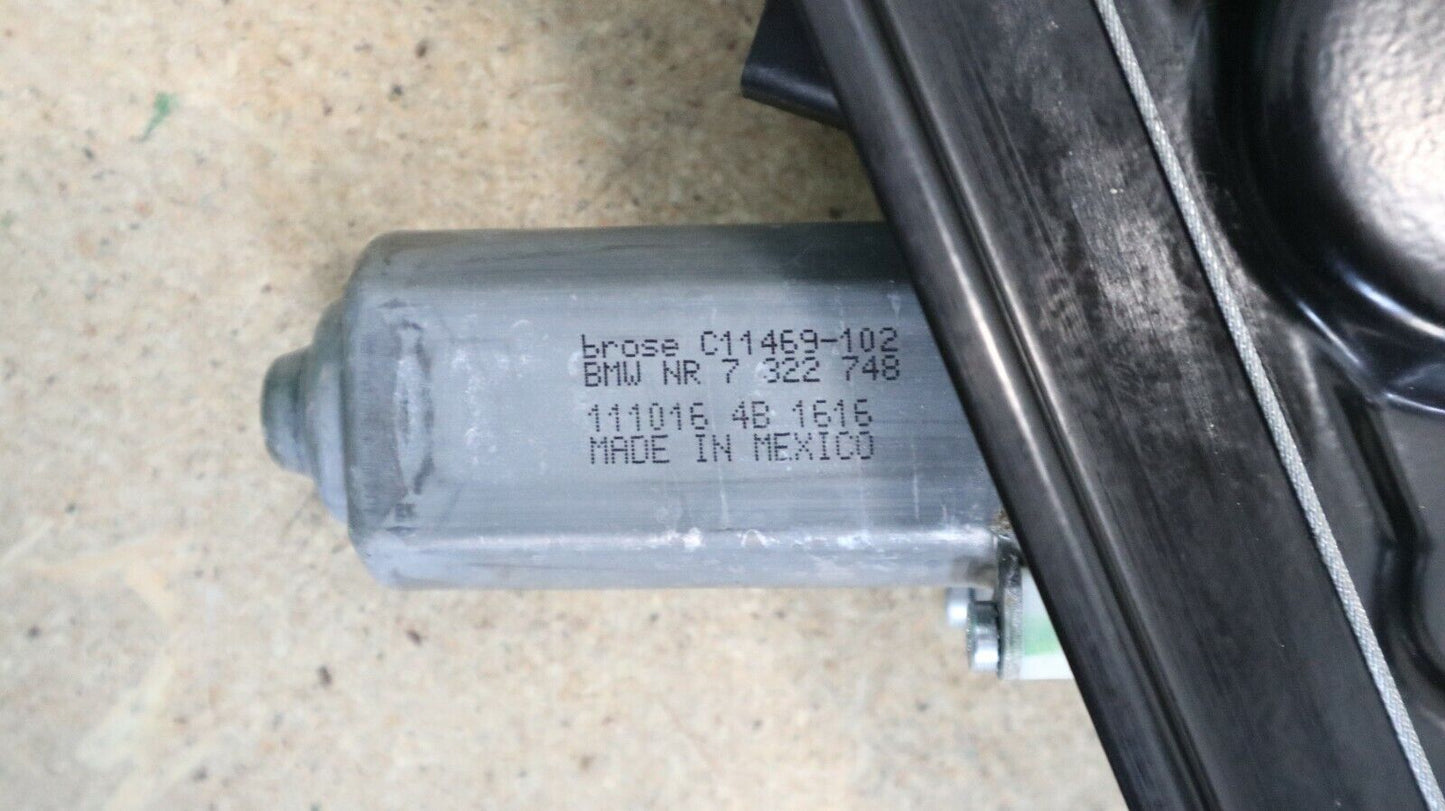 brose C11469-102
BMW NR 7 322 748
111016 4B 1616
MADE IN MEXICO